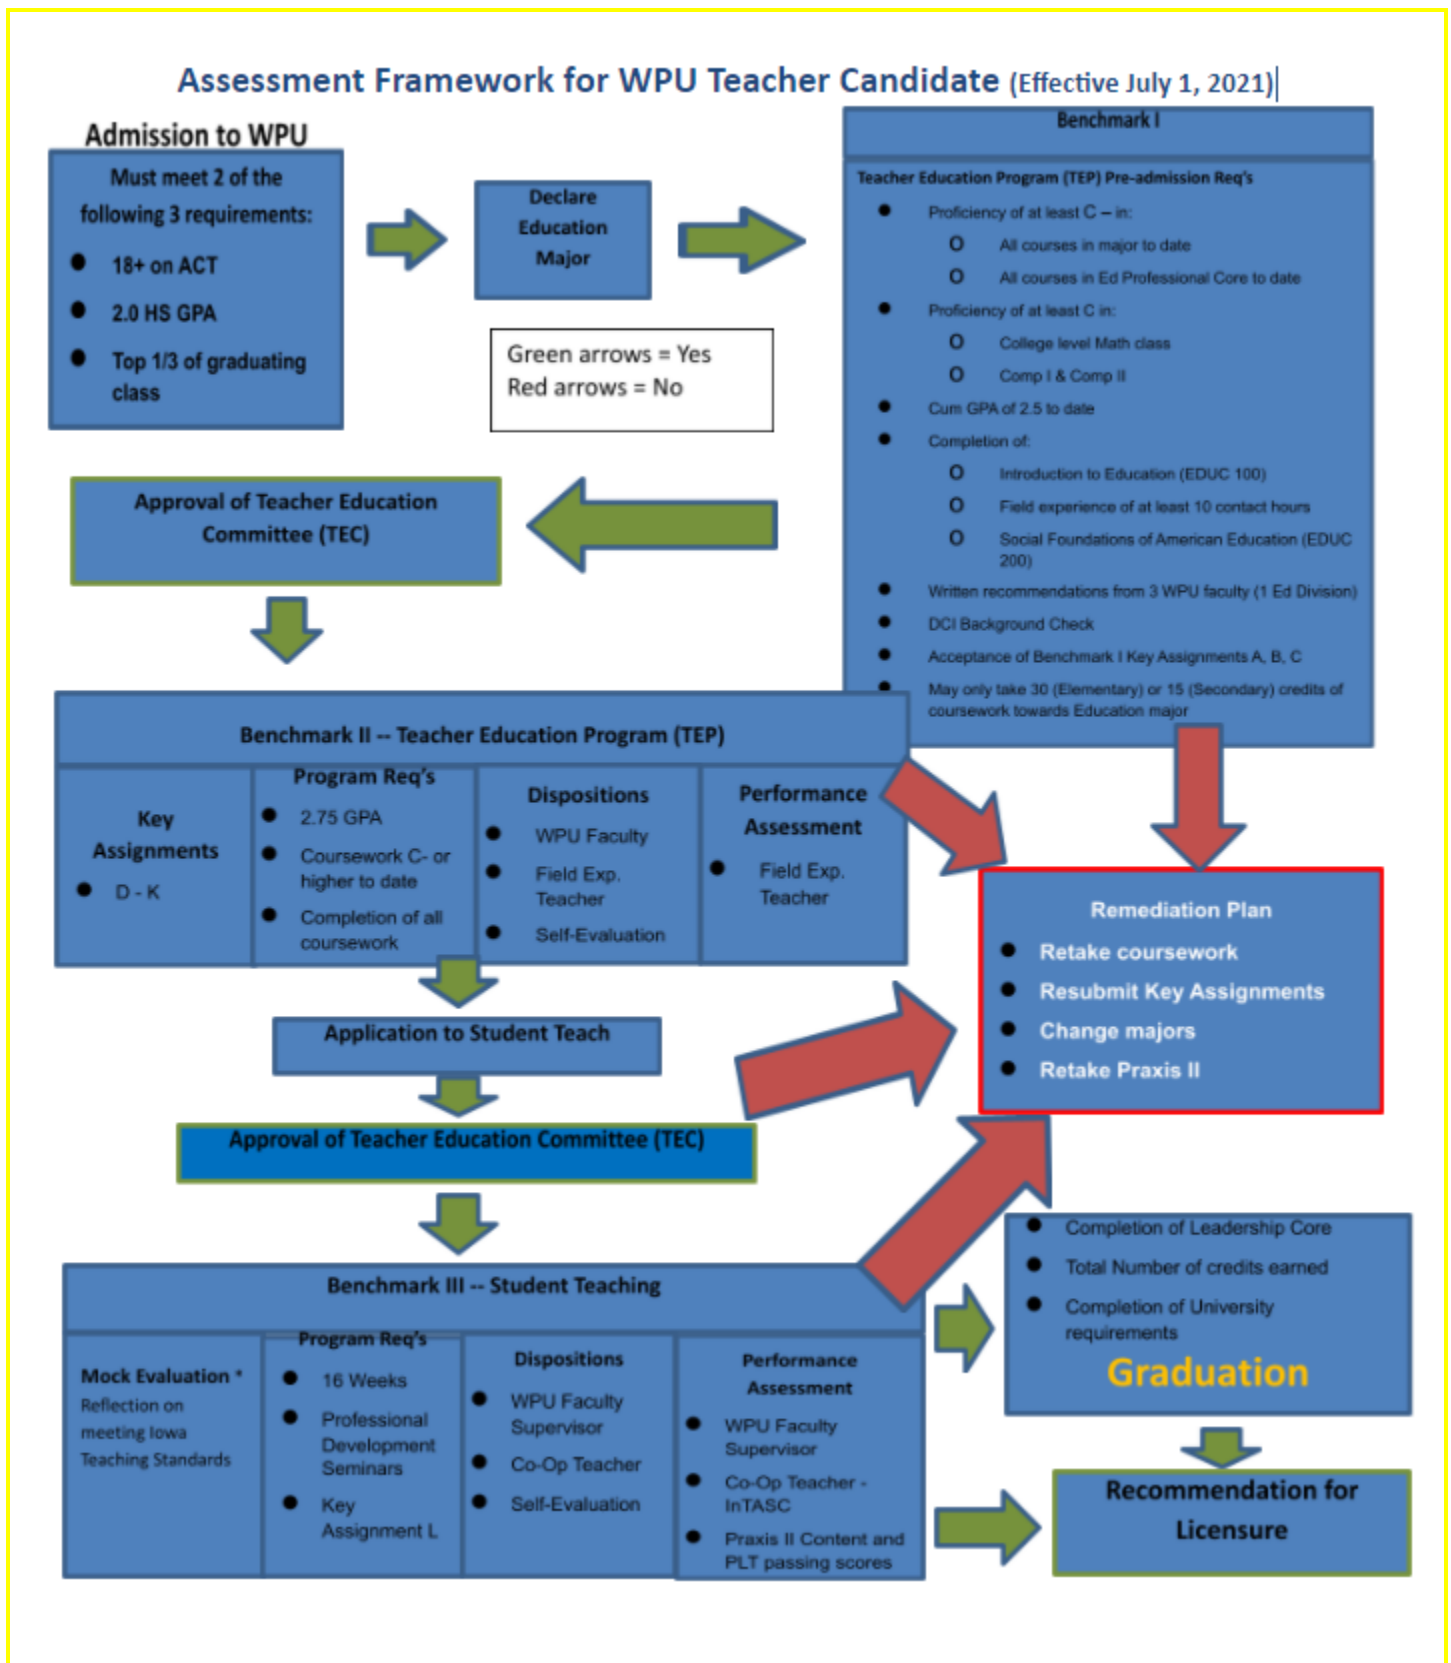 Assessment Framework for WPU Teacher Candidate (Effective July 1, 2021)
Admission to WPU
Must meet 2 of the
following 3 requirements:
● 18+ on ACT
● 2.0 HS GPA
● Top 1/3 of graduating
class
Declare
Education
Major
Green arrows = Yes
Red arrows = No
Benchmark I
Teacher Education Program (TEP) Pre-admission Req's
● Proficiency of at least C – in:
O All courses in major to date
O All courses in Ed Professional Core to date
● Proficiency of at least C in:
O College level Math class
O Comp I & Comp II
● Cum GPA of 2.5 to date
● Completion of:
O Introduction to Education (EDUC 100)
O Field experience of at least 10 contact hours
O Social Foundations of American Education (EDUC
200)
● Written recommendations from 3 WPU faculty (1 Ed Division)
● DCI Background Check
● Acceptance of Benchmark I Key Assignments A, B, C
● May only take 30 (Elementary) or 15 (Secondary) credits of
coursework towards Education major
Approval of Teacher Education
Committee (TEC)
Benchmark II -- Teacher Education Program (TEP)
Key
Assignments
● D - K
Program Req's
● 2.75 GPA
● Coursework C- or
higher to date
● Completion of all
coursework
Dispositions
● WPU Faculty
● Field Exp.
Teacher
● Self-Evaluation
Performance
Assessment
● Field Exp.
Teacher
Remediation Plan
● Retake coursework
● Resubmit Key Assignments
● Change majors
● Retake Praxis II
Application to Student Teach
Approval of Teacher Education Committee (TEC)
Benchmark III -- Student Teaching
Mock Evaluation *
Reflection on
meeting Iowa
Teaching Standards
Program Req's
● 16 Weeks
● Professional
Development
Seminars
● Key
Assignment L
Dispositions
● WPU Faculty
Supervisor
● Co-Op Teacher
● Self-Evaluation
Performance
Assessment
● WPU Faculty
Supervisor
● Co-Op Teacher -
InTASC
● Praxis II Content and
PLT passing scores
● Completion of Leadership Core
● Total Number of credits earned
● Completion of University
requirements
Graduation
Recommendation for
Licensure